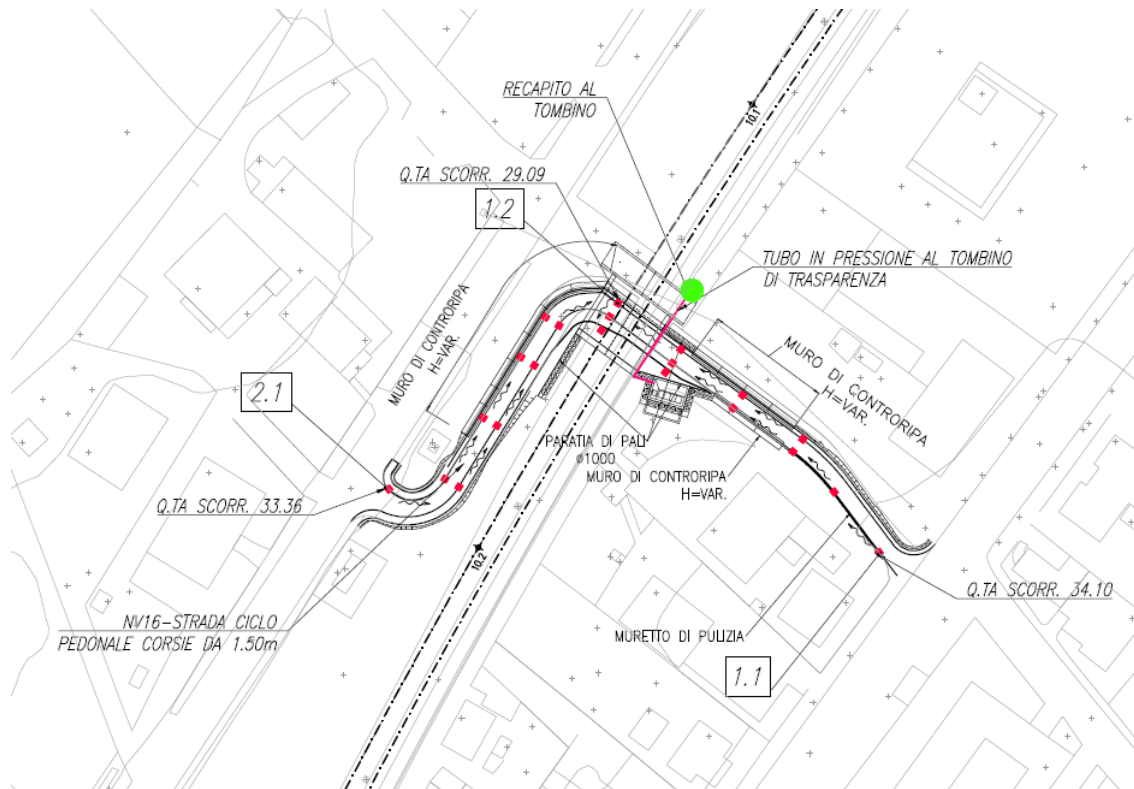 10.1
RECAPITO AL
TOMBINO
Q.TA SCORR. 29.09
1.2
TUBO IN PRESSIONE AL TOMBINO
DI TRASPARENZA
MURO DI CONTRORIPA
H=VAR.
MURO DI CONTRORIPA
H=VAR.
2.1
PARATIA DI PALI
ø1000
MURO DI CONTRORIPA
H=VAR.
Q.TA SCORR. 33.36
10.2
Q.TA SCORR. 34.10
NV16-STRADA CICLO
PEDONALE CORSIE DA 1.50m
MURETTO DI PULIZIA
1.1